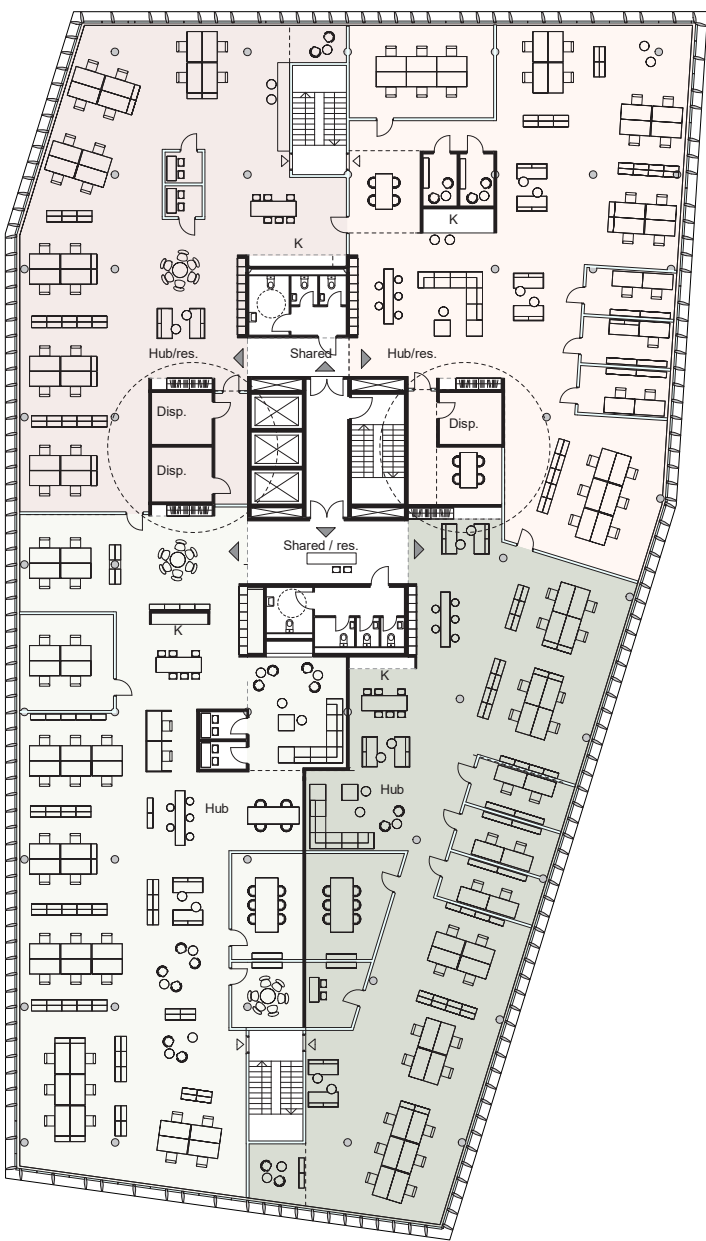 K
K
Hub/res.
Shared
Hub/res.
Disp.
Disp.
Disp.
Shared / res.
K
K
Hub
Hub